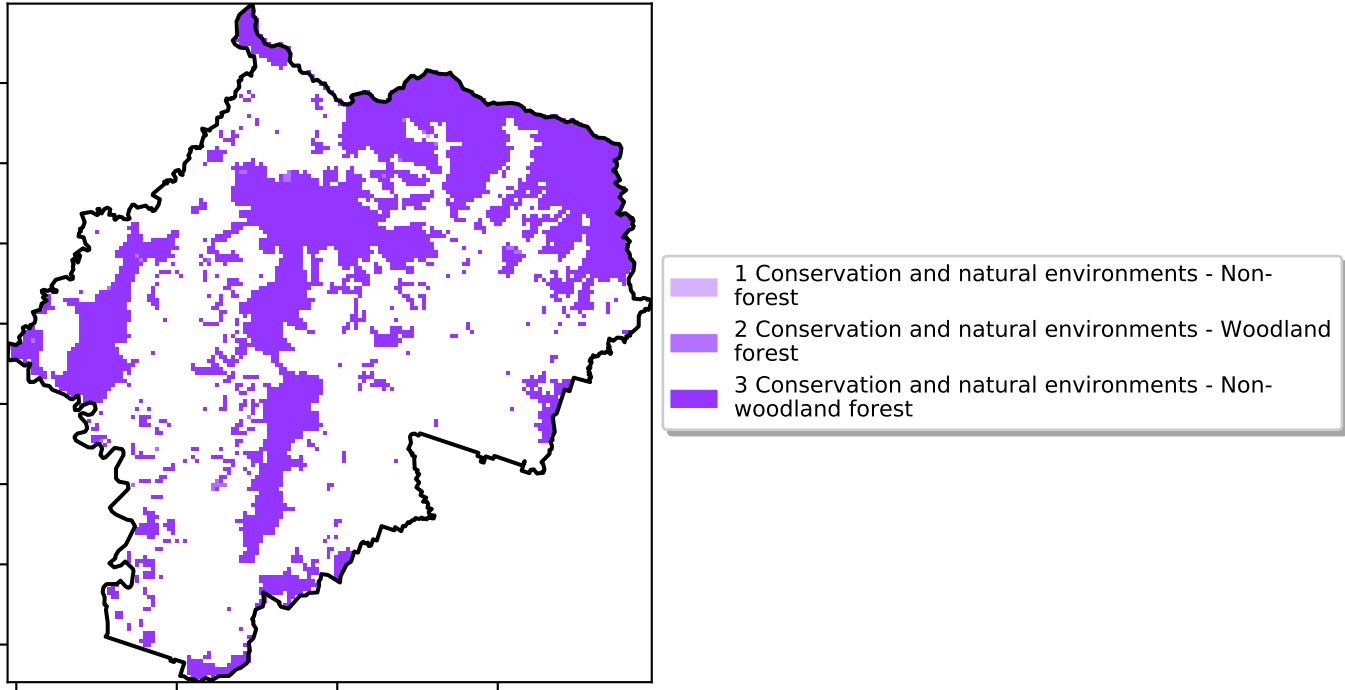 1 Conservation and natural environments - Non-
forest
2 Conservation and natural environments - Woodland
forest
3 Conservation and natural environments - Non-
woodland forest